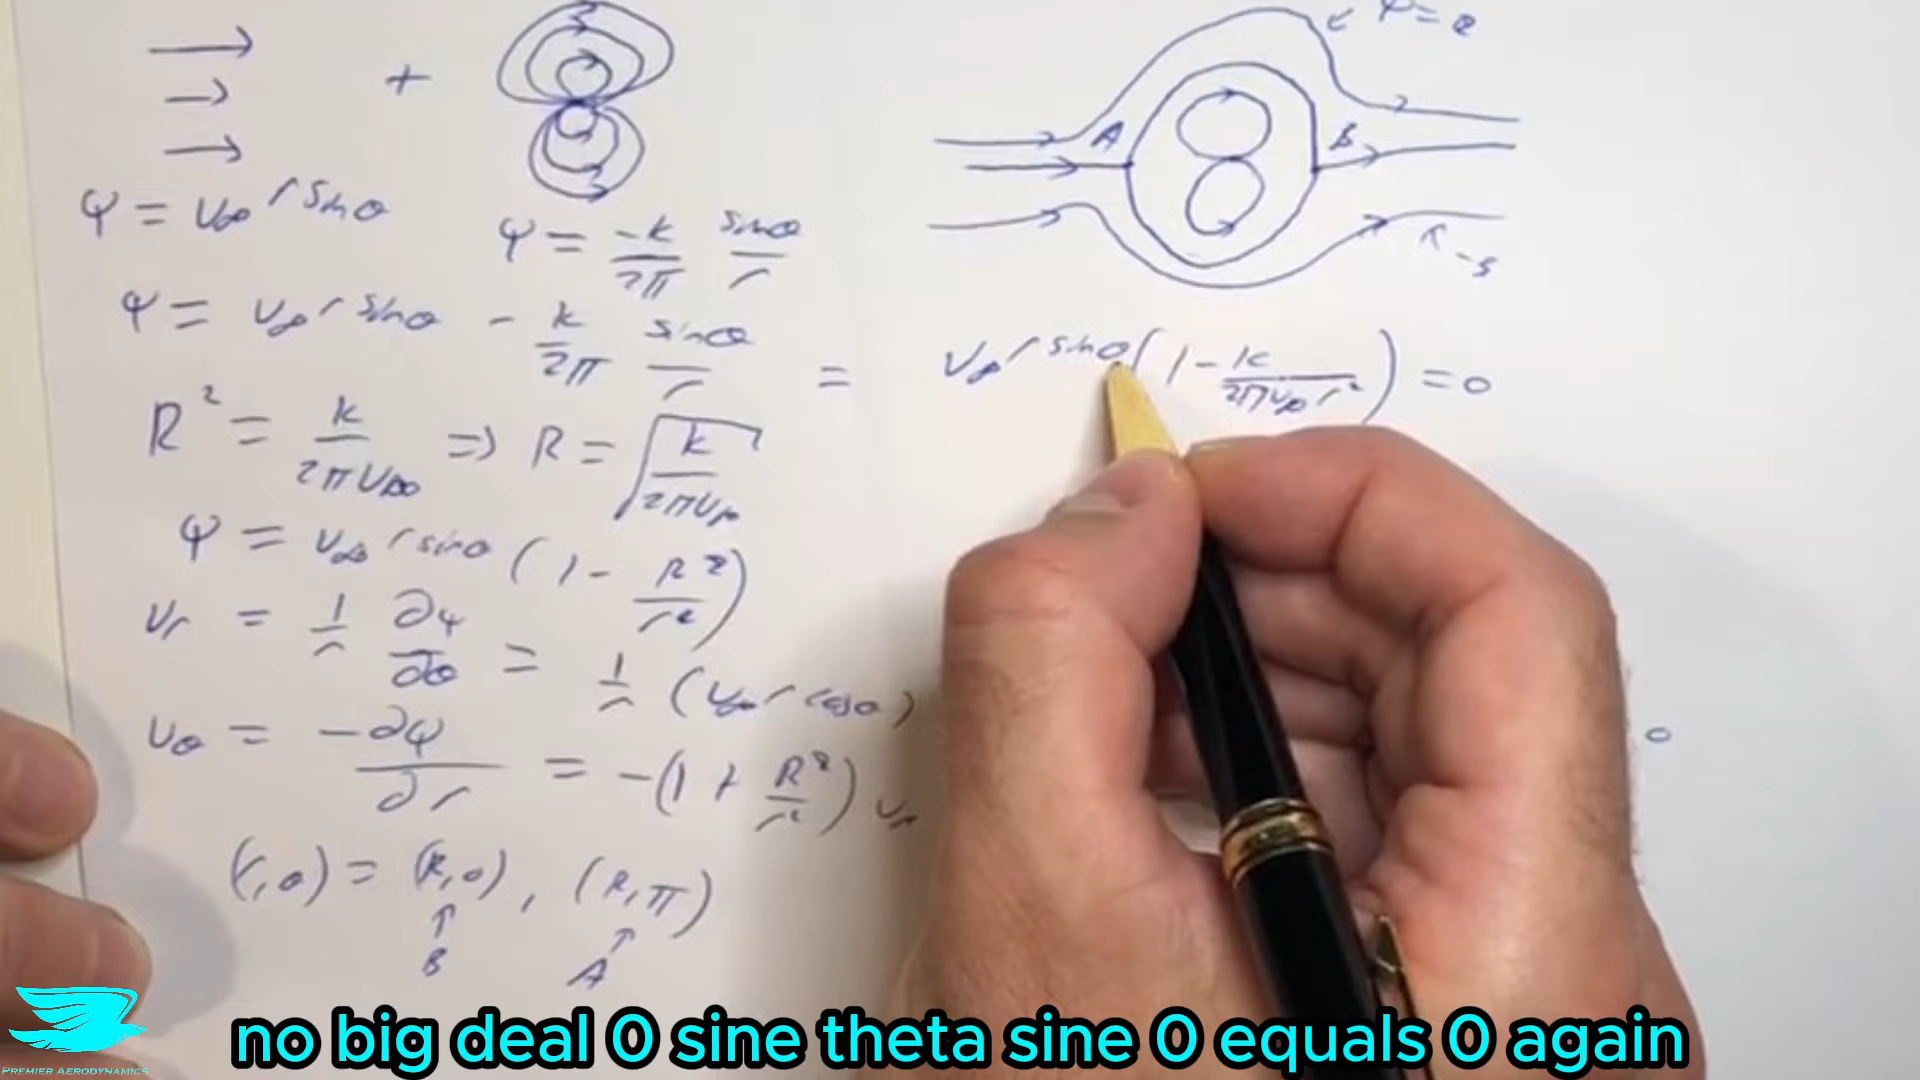 +
ψ = V∞ r sinθ
ψ = -k/2π sinθ/r
ψ = V∞ r sinθ - k/2π sinθ/r =
R² = k/2πV∞ => R = √k/2πV∞
ψ = V∞ r sinθ (1 - R²/r²)
Vr = 1/r ∂ψ/∂θ = 1/r (V∞ r cosθ)
Vθ = -∂ψ/∂r = -(1 + R²/r²) V∞
(r,θ) = (R,0), (R,π)
↑ ↑
B A
A B
V∞ r sinθ (1 - k/2πV∞r²) = 0
0
no big deal 0 sine theta sine 0 equals 0 again
PREMIER AERODYNAMICS